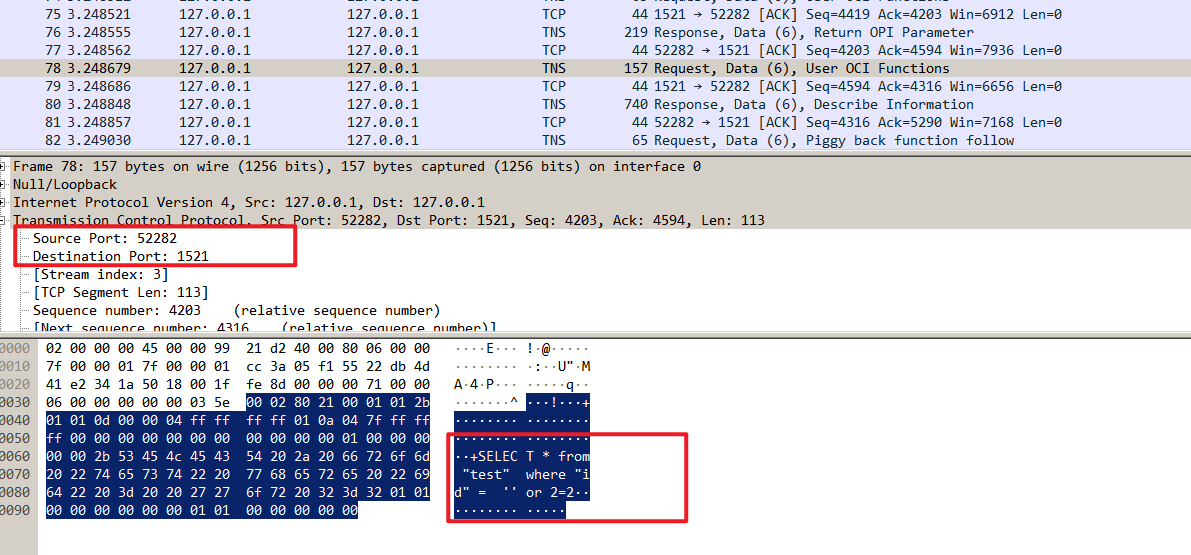 75 3.248521 127.0.0.1 127.0.0.1 TCP 44 1521 → 52282 [ACK] Seq=4419 Ack=4203 Win=6912 Len=0
76 3.248555 127.0.0.1 127.0.0.1 TNS 219 Response, Data (6), Return OPI Parameter
77 3.248562 127.0.0.1 127.0.0.1 TCP 44 52282 → 1521 [ACK] Seq=4203 Ack=4594 Win=7936 Len=0
78 3.248679 127.0.0.1 127.0.0.1 TNS 157 Request, Data (6), User OCI Functions
79 3.248686 127.0.0.1 127.0.0.1 TCP 44 1521 → 52282 [ACK] Seq=4594 Ack=4316 Win=6656 Len=0
80 3.248848 127.0.0.1 127.0.0.1 TNS 740 Response, Data (6), Describe Information
81 3.248857 127.0.0.1 127.0.0.1 TCP 44 52282 → 1521 [ACK] Seq=4316 Ack=5290 Win=7168 Len=0
82 3.249030 127.0.0.1 127.0.0.1 TNS 65 Request, Data (6), Piggy back function follow
Frame 78: 157 bytes on wire (1256 bits), 157 bytes captured (1256 bits) on interface 0
Null/Loopback
Internet Protocol Version 4, Src: 127.0.0.1, Dst: 127.0.0.1
Transmission Control Protocol, Src Port: 52282, Dst Port: 1521, Seq: 4203, Ack: 4594, Len: 113
Source Port: 52282
Destination Port: 1521
[Stream index: 3]
[TCP Segment Len: 113]
Sequence number: 4203 (relative sequence number)
[Next sequence number: 4316 (relative sequence number)]
0000 02 00 00 00 45 00 00 99 21 d2 40 00 80 06 00 00 ····E··· !·@·····
0010 7f 00 00 01 7f 00 00 01 cc 3a 05 f1 55 22 db 4d ········ ·:··U"·M
0020 41 e2 34 1a 50 18 00 1f fe 8d 00 00 00 71 00 00 A·4·P··· ·····q··
0030 06 00 00 00 00 00 03 5e 00 02 80 21 00 01 01 2b ·······^ ···!···+
0040 01 01 0d 00 00 04 ff ff ff ff 01 0a 04 7f ff ff ········ ········
0050 ff 00 00 00 00 00 00 00 00 00 00 00 01 00 00 00 ········ ········
0060 00 00 2b 53 45 4c 45 43 54 20 2a 20 66 72 6f 6d ··+SELEC T * from
0070 20 22 74 65 73 74 22 20 77 68 65 72 65 20 22 69 "test" where "i
0080 64 22 20 3d 20 20 27 27 6f 72 20 32 3d 32 01 01 d" = '' or 2=2··
0090 00 00 00 00 00 00 01 01 00 00 00 00 00 ········ ·····